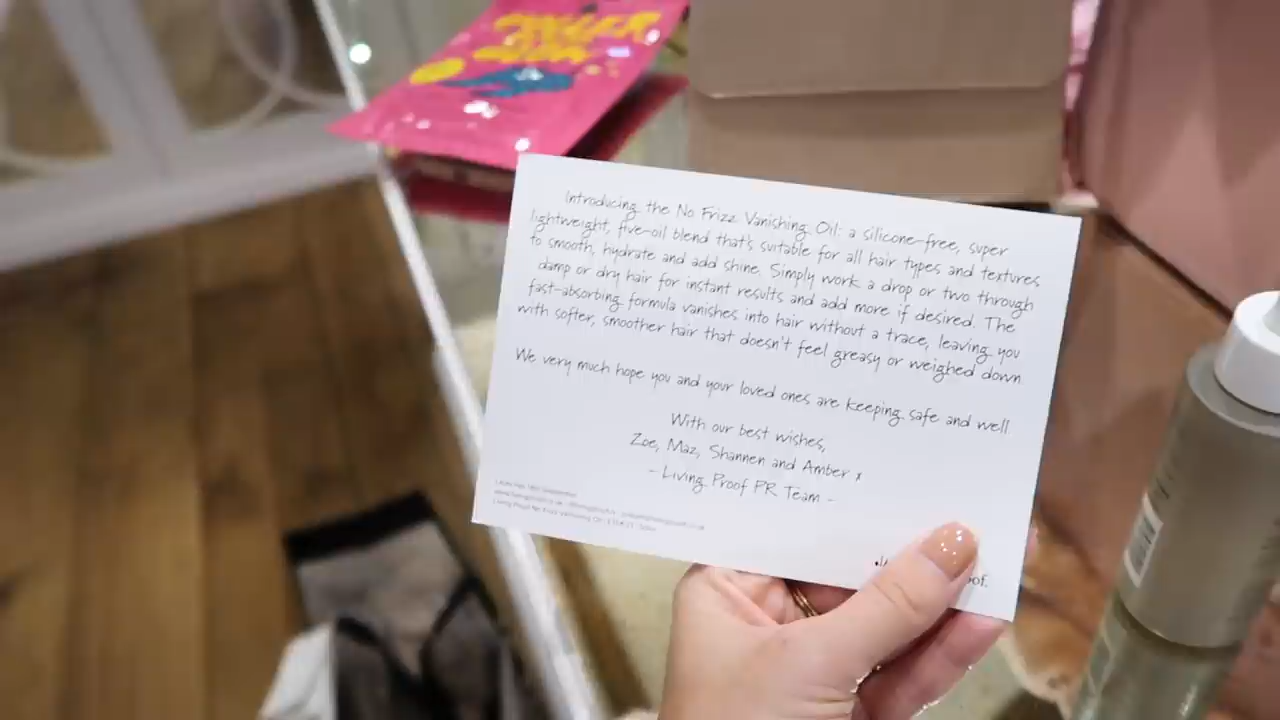 Introducing the No Frizz Vanishing Oil: a silicone-free, super
lightweight, five-oil blend that's suitable for all hair types and textures
to smooth, hydrate and add shine. Simply work a drop or two through
damp or dry hair for instant results and add more if desired. The
fast-absorbing formula vanishes into hair without a trace, leaving you
with softer, smoother hair that doesn't feel greasy or weighed down
We very much hope you and your loved ones are keeping safe and well
With our best wishes,
Zoe, Maz, Shannen and Amber x
- Living Proof PR Team -